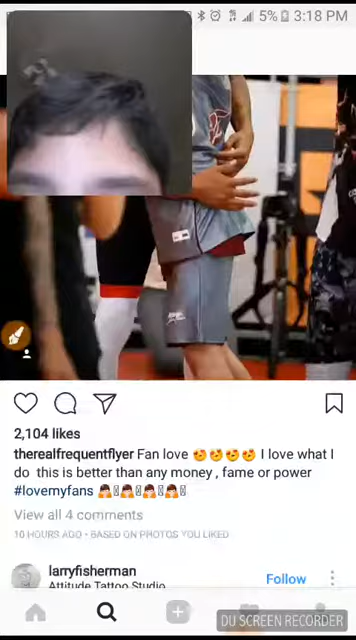 5% 3:18 PM
2,104 likes
therealfrequentflyer Fan love 😍😍😍😍 I love what I
do this is better than any money , fame or power
#lovemyfans
View all 4 comments
10 HOURS AGO • BASED ON PHOTOS YOU LIKED
larryfisherman
Follow
Attitude Tattoo Studio
DU SCREEN RECORDER